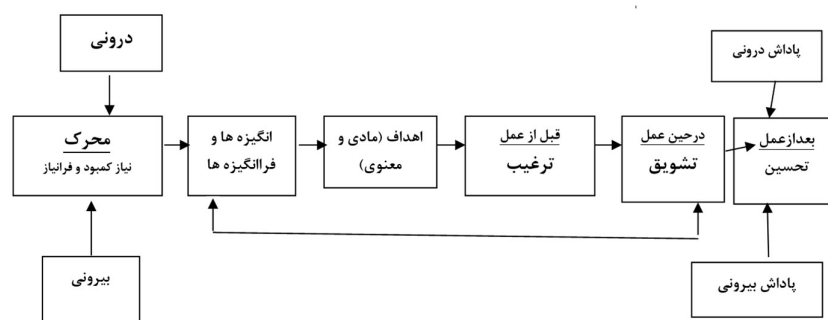 درونی
پاداش درونی
محرک
نیاز کمبود و فرانیاز
انگیزه ها و
فراانگیزه ها
اهداف (مادی و
معنوی)
قبل از عمل
ترغیب
درحین عمل
تشویق
بعدازعمل
تحسین
بیرونی
پاداش بیرونی